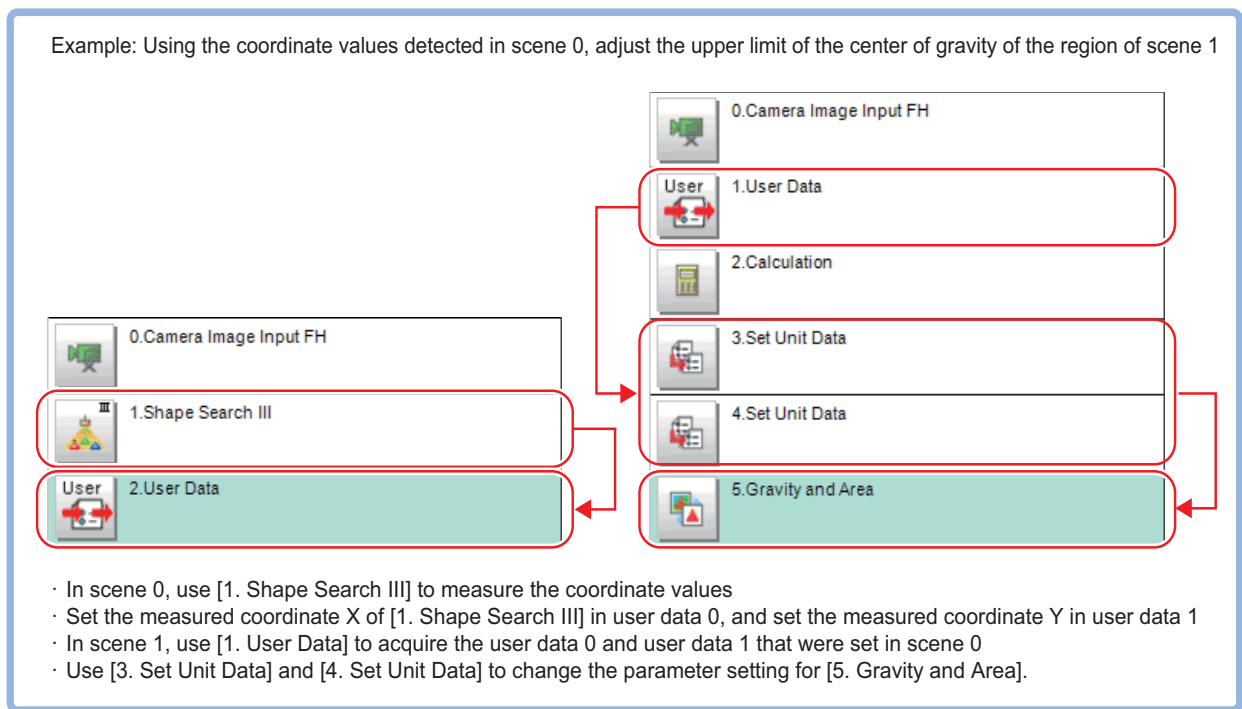 Example: Using the coordinate values detected in scene 0, adjust the upper limit of the center of gravity of the region of scene 1
0.Camera Image Input FH
III
1.Shape Search III
User
2.User Data
0.Camera Image Input FH
User
1.User Data
2.Calculation
3.Set Unit Data
4.Set Unit Data
5.Gravity and Area
· In scene 0, use [1. Shape Search III] to measure the coordinate values
· Set the measured coordinate X of [1. Shape Search III] in user data 0, and set the measured coordinate Y in user data 1
· In scene 1, use [1. User Data] to acquire the user data 0 and user data 1 that were set in scene 0
· Use [3. Set Unit Data] and [4. Set Unit Data] to change the parameter setting for [5. Gravity and Area].